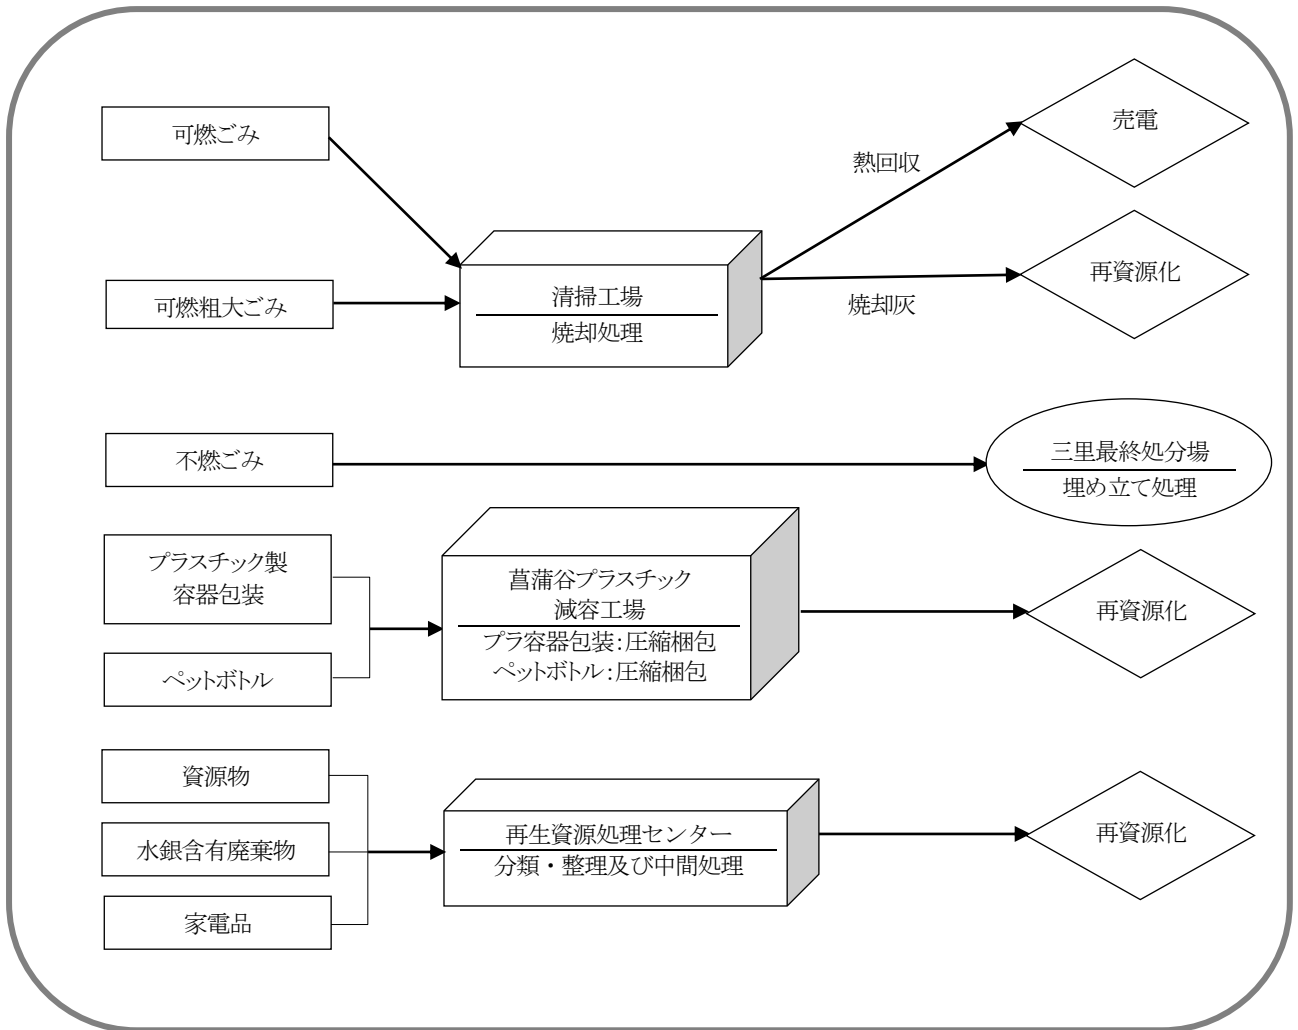 可燃ごみ
可燃粗大ごみ
清掃工場
焼却処理
熱回収
焼却灰
売電
再資源化
不燃ごみ
三里最終処分場
埋め立て処理
プラスチック製
容器包装
ペットボトル
菖蒲谷プラスチック
減容工場
プラ容器包装：圧縮梱包
ペットボトル：圧縮梱包
再資源化
資源物
水銀含有廃棄物
家電品
再生資源処理センター
分類・整理及び中間処理
再資源化